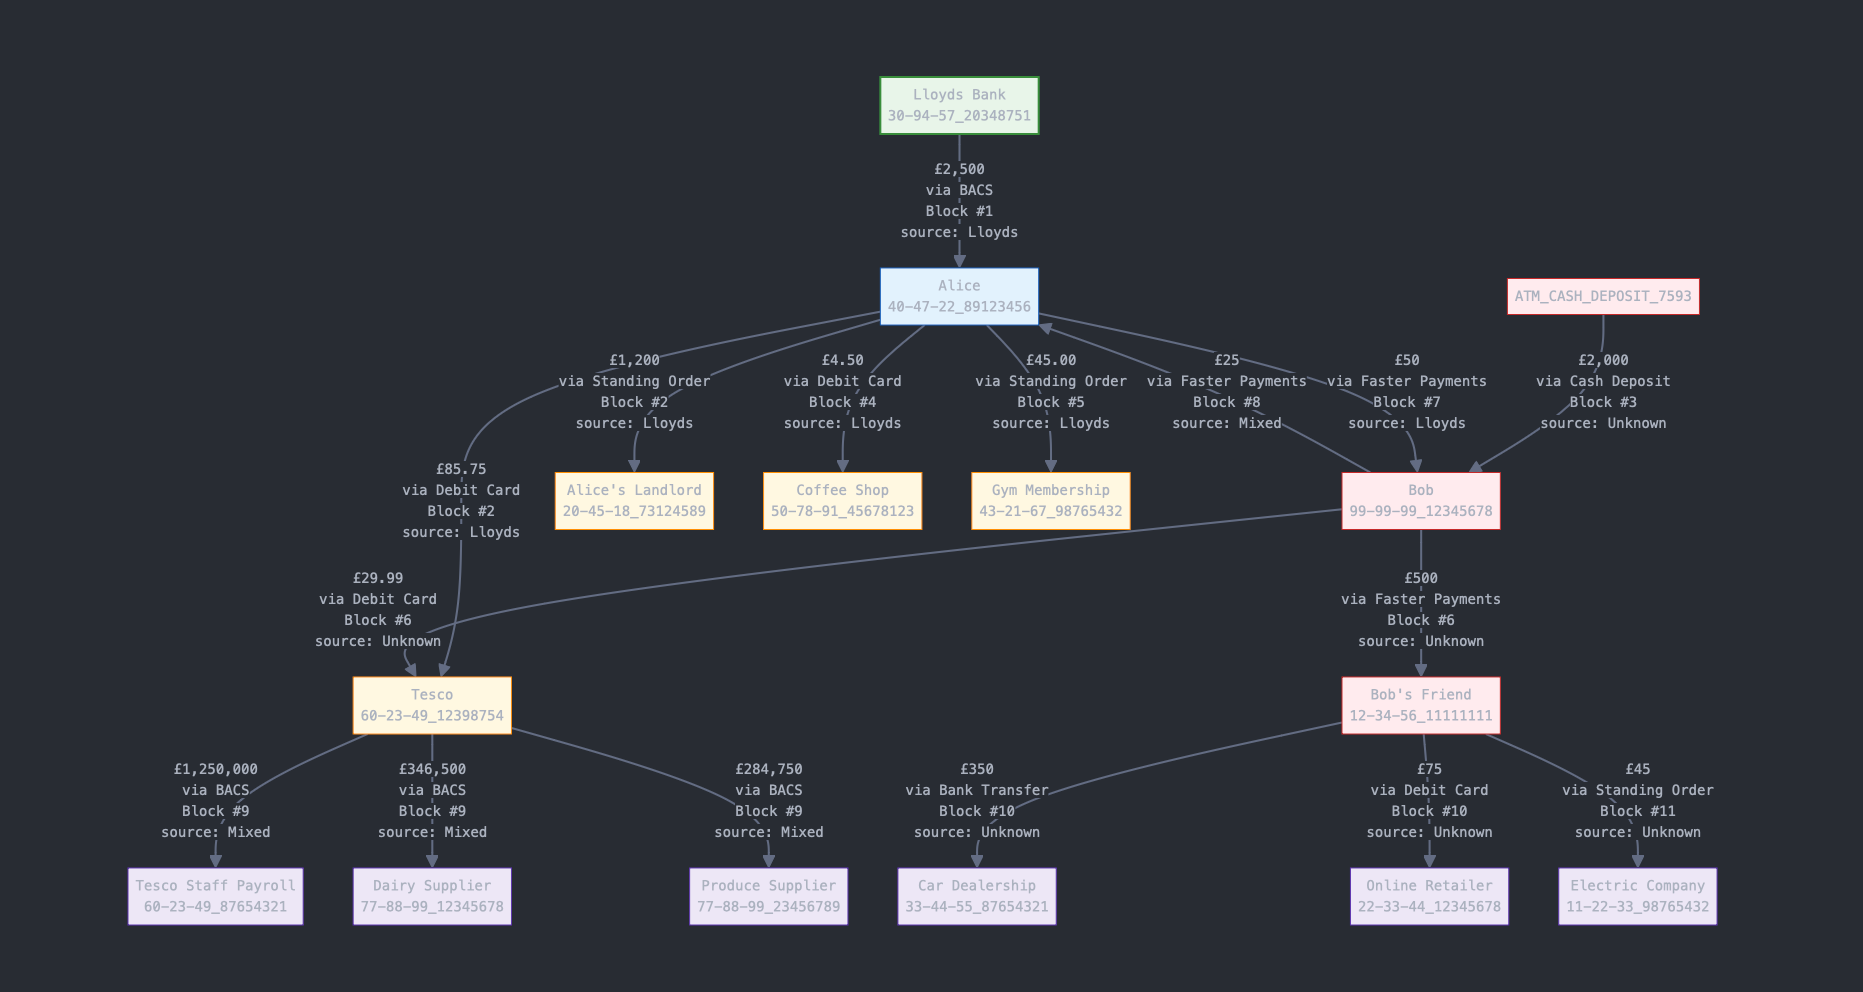 Lloyds Bank
30-94-57_20348751
£2,500
via BACS
Block #1
source: Lloyds
Alice
40-47-22_89123456
ATM_CASH_DEPOSIT_7593
£1,200
via Standing Order
Block #2
source: Lloyds
£4.50
via Debit Card
Block #4
source: Lloyds
£45.00
via Standing Order
Block #5
source: Lloyds
£25
via Faster Payments
Block #8
source: Mixed
£50
via Faster Payments
Block #7
source: Lloyds
£2,000
via Cash Deposit
Block #3
source: Unknown
£85.75
via Debit Card
Block #2
source: Lloyds
Alice's Landlord
20-45-18_73124589
Coffee Shop
50-78-91_45678123
Gym Membership
43-21-67_98765432
Bob
99-99-99_12345678
£29.99
via Debit Card
Block #6
source: Unknown
£500
via Faster Payments
Block #6
source: Unknown
Tesco
60-23-49_12398754
Bob's Friend
12-34-56_11111111
£1,250,000
via BACS
Block #9
source: Mixed
£346,500
via BACS
Block #9
source: Mixed
£284,750
via BACS
Block #9
source: Mixed
£350
via Bank Transfer
Block #10
source: Unknown
£75
via Debit Card
Block #10
source: Unknown
£45
via Standing Order
Block #11
source: Unknown
Tesco Staff Payroll
60-23-49_87654321
Dairy Supplier
77-88-99_12345678
Produce Supplier
77-88-99_23456789
Car Dealership
33-44-55_87654321
Online Retailer
22-33-44_12345678
Electric Company
11-22-33_98765432